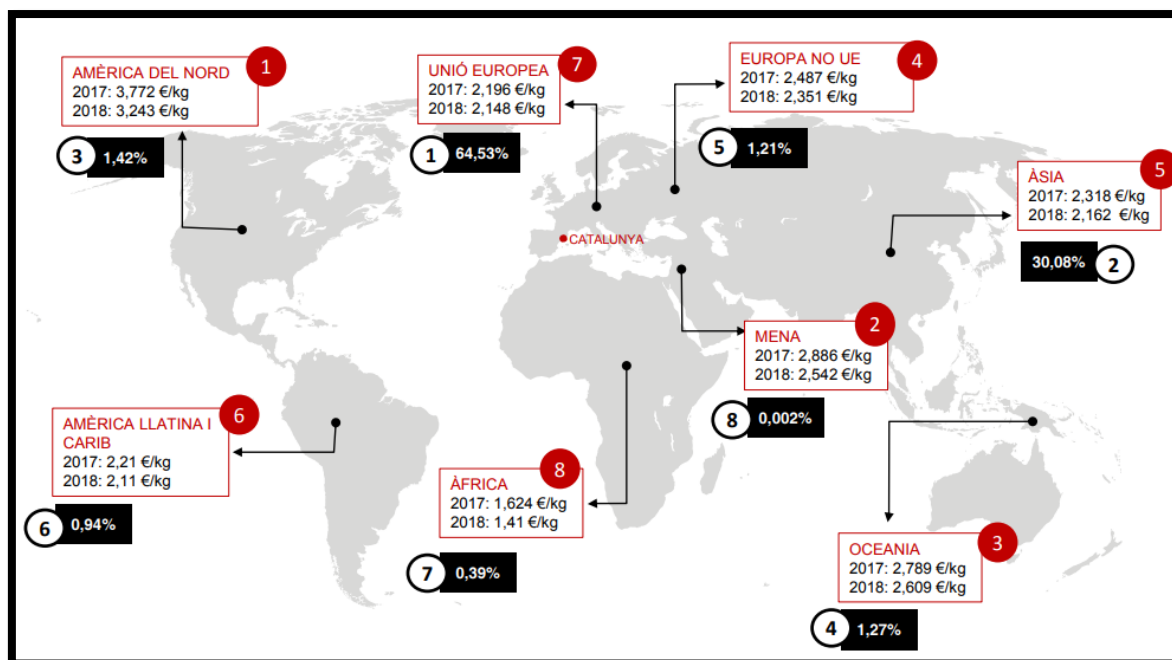 AMÈRICA DEL NORD
2017: 3,772 €/kg
2018: 3,243 €/kg
1
3
1,42%
UNIÓ EUROPEA
2017: 2,196 €/kg
2018: 2,148 €/kg
7
1
64,53%
EUROPA NO UE
2017: 2,487 €/kg
2018: 2,351 €/kg
4
5
1,21%
ÀSIA
2017: 2,318 €/kg
2018: 2,162 €/kg
5
30,08%
2
CATALUNYA
MENA
2017: 2,886 €/kg
2018: 2,542 €/kg
2
8
0,002%
AMÈRICA LLATINA I
CARIB
2017: 2,21 €/kg
2018: 2,11 €/kg
6
6
0,94%
ÀFRICA
2017: 1,624 €/kg
2018: 1,41 €/kg
8
7
0,39%
OCEANIA
2017: 2,789 €/kg
2018: 2,609 €/kg
3
4
1,27%